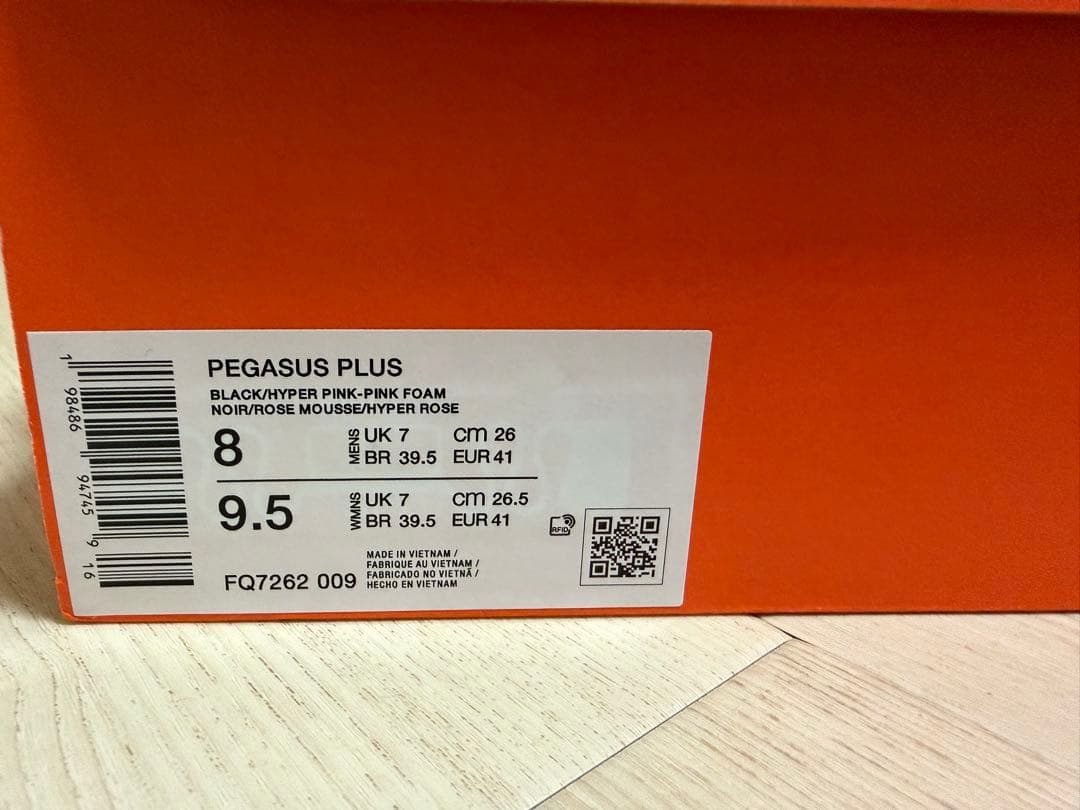 PEGASUS PLUS
BLACK/HYPER PINK-PINK FOAM
NOIR/ROSE MOUSSE/HYPER ROSE
8 MENS UK 7 cm 26
BR 39.5 EUR 41
9.5 WMNS UK 7 cm 26.5
BR 39.5 EUR 41
RFID
MADE IN VIETNAM /
FABRIQUE AU VIETNAM /
FABRICADO NO VIETNÃ /
HECHO EN VIETNAM
FQ7262 009
1 98486 94745 9 16